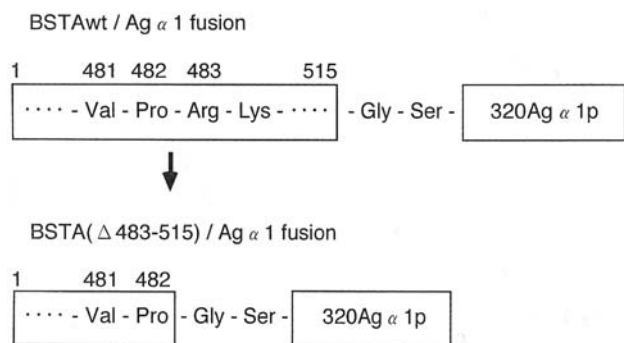 BSTAwt / Ag α 1 fusion
1 481 482 483 515
···· - Val - Pro - Arg - Lys - ···· - Gly - Ser - 320Ag α 1p
BSTA( Δ 483-515) / Ag α 1 fusion
1 481 482
···· - Val - Pro - Gly - Ser - 320Ag α 1p